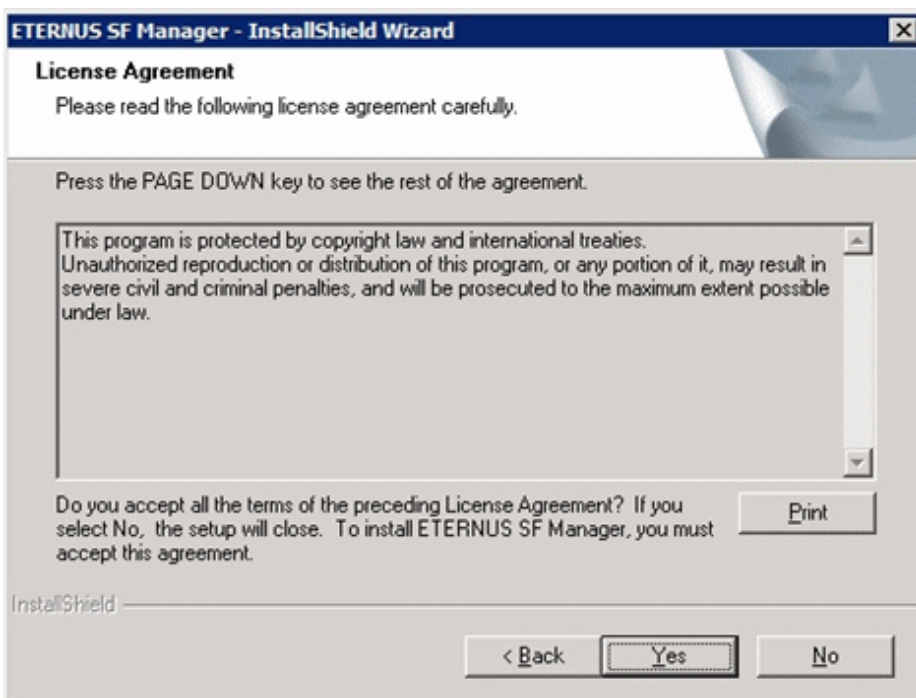 ETERNUS SF Manager - InstallShield Wizard
License Agreement
Please read the following license agreement carefully.
Press the PAGE DOWN key to see the rest of the agreement.
This program is protected by copyright law and international treaties.
Unauthorized reproduction or distribution of this program, or any portion of it, may result in
severe civil and criminal penalties, and will be prosecuted to the maximum extent possible
under law.
Do you accept all the terms of the preceding License Agreement? If you
select No, the setup will close. To install ETERNUS SF Manager, you must
accept this agreement.
Print
InstallShield
< Back
Yes
No